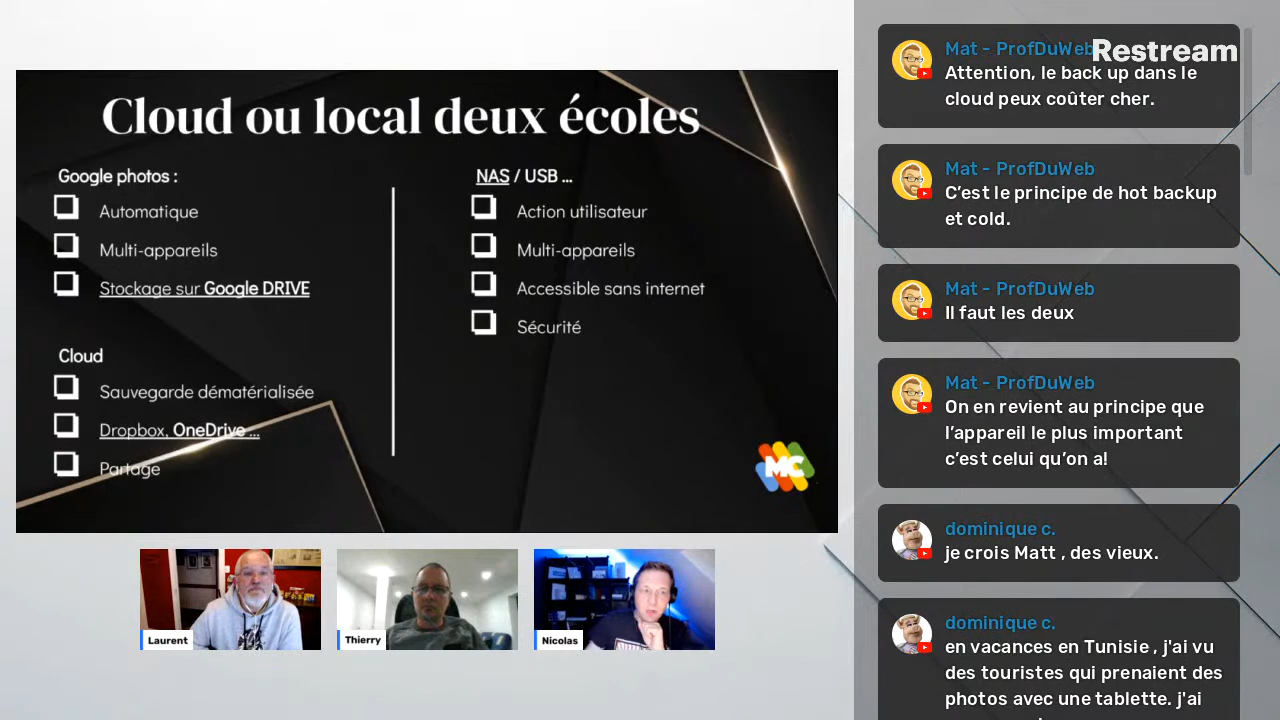 Cloud ou local deux écoles
Google photos :
Automatique
Multi-appareils
Stockage sur Google DRIVE
Cloud
Sauvegarde dématérialisée
Dropbox, OneDrive ...
Partage
NAS / USB ...
Action utilisateur
Multi-appareils
Accessible sans internet
Sécurité
MC
Laurent
Thierry
Nicolas
Restream
Mat - ProfDuWeb
Attention, le back up dans le
cloud peux coûter cher.
Mat - ProfDuWeb
C’est le principe de hot backup
et cold.
Mat - ProfDuWeb
Il faut les deux
Mat - ProfDuWeb
On en revient au principe que
l’appareil le plus important
c’est celui qu’on a!
dominique c.
je crois Matt , des vieux.
dominique c.
en vacances en Tunisie , j'ai vu
des touristes qui prenaient des
photos avec une tablette. j'ai